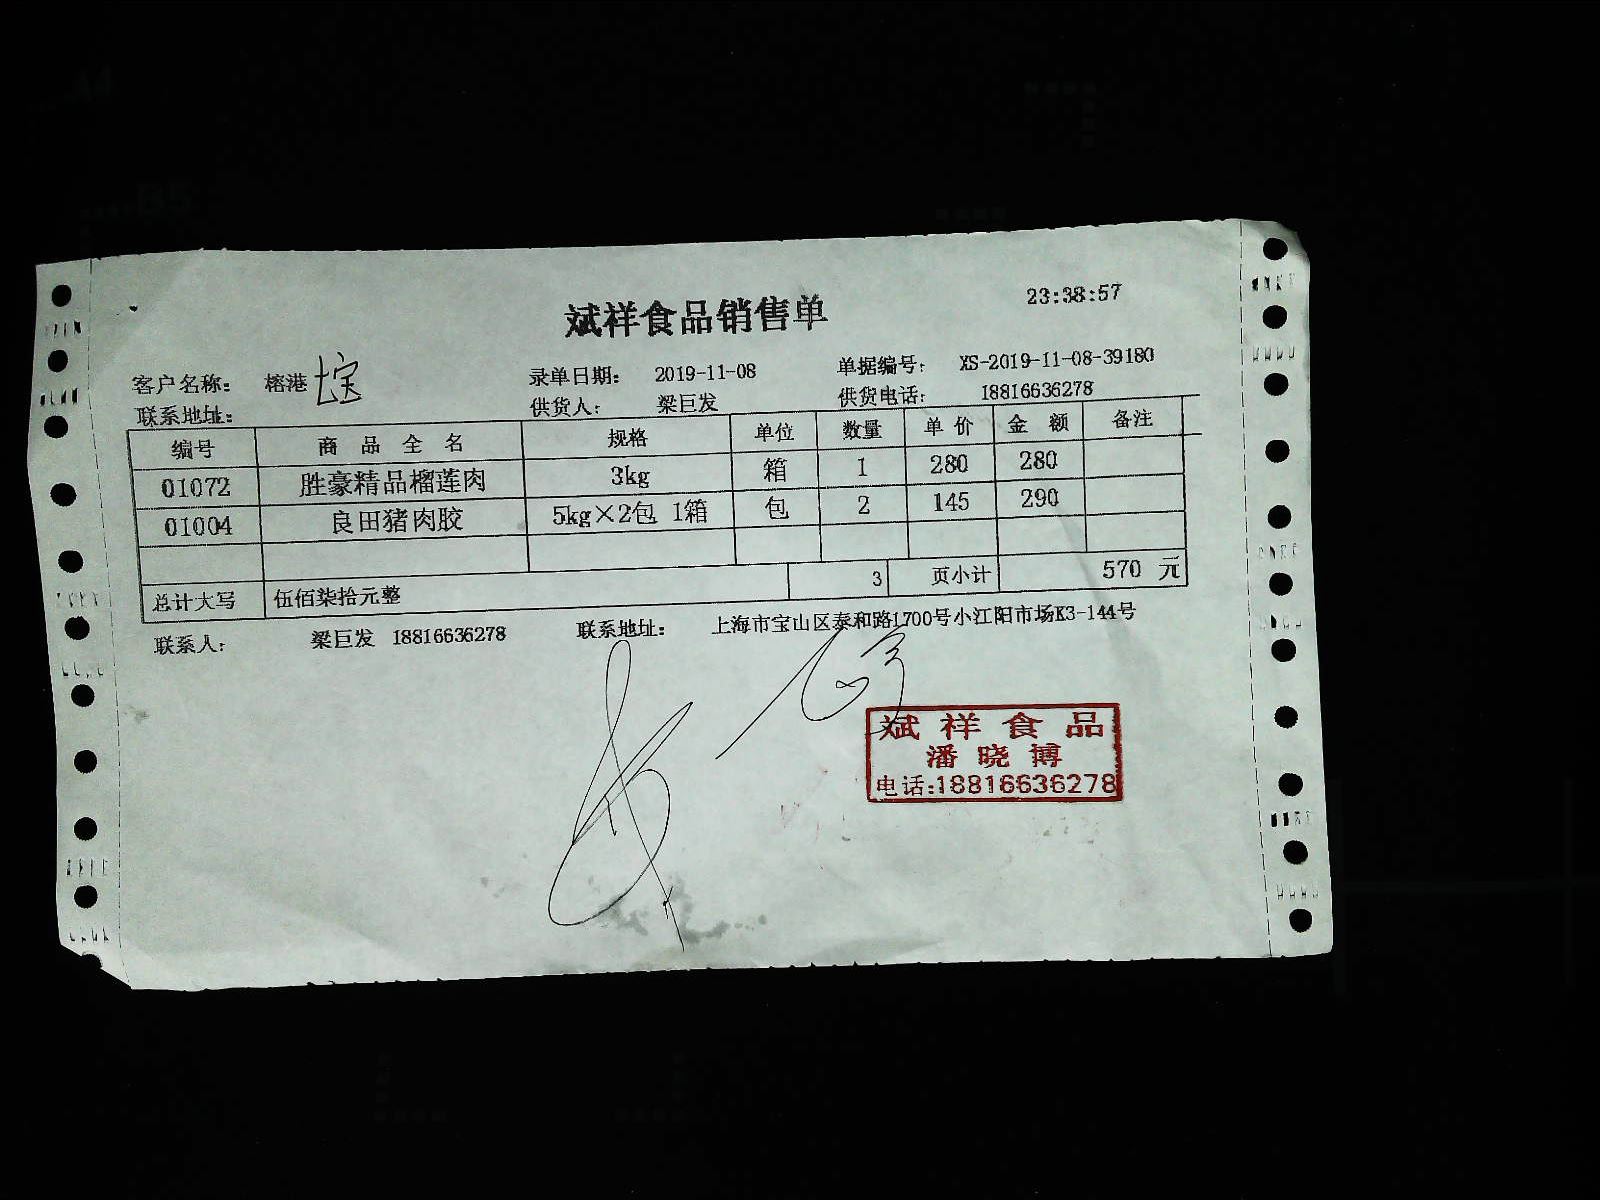 23:38:57
斌祥食品销售单
客户名称: 榕港 录单日期: 2019-11-08 单据编号: XS-2019-11-08-39180
联系地址: 供货人: 梁巨发 供货电话: 18816636278
编号 商品全名 规格 单位 数量 单价 金额 备注
01072 胜豪精品榴莲肉 3kg 箱 1 280 280
01004 良田猪肉胶 5kg×2包 1箱 包 2 145 290
总计大写 伍佰柒拾元整 3 页小计 570 元
联系人: 梁巨发 18816636278 联系地址: 上海市宝山区泰和路1700号小江阳市场K3-144号
斌祥食品
潘晓博
电话:18816636278